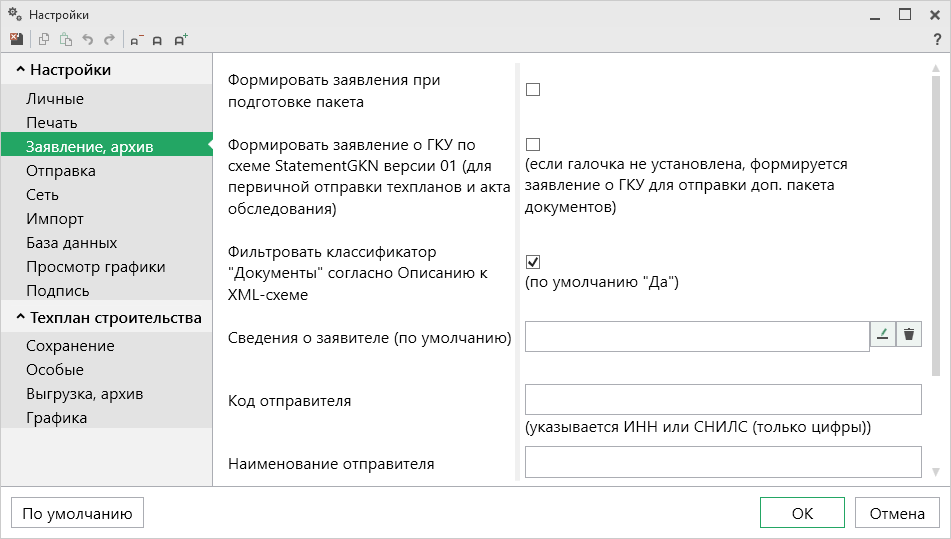 Настройки
?
Настройки
Личные
Печать
Заявление, архив
Отправка
Сеть
Импорт
База данных
Просмотр графики
Подпись
Техплан строительства
Сохранение
Особые
Выгрузка, архив
Графика
Формировать заявления при
подготовке пакета
Формировать заявление о ГКУ по
схеме StatementGKN версии 01 (для
первичной отправки техпланов и акта
обследования)
(если галочка не установлена, формируется
заявление о ГКУ для отправки доп. пакета
документов)
Фильтровать классификатор
"Документы" согласно Описанию к
XML-схеме
(по умолчанию "Да")
Сведения о заявителе (по умолчанию)
Код отправителя
(указывается ИНН или СНИЛС (только цифры))
Наименование отправителя
По умолчанию
ОК
Отмена